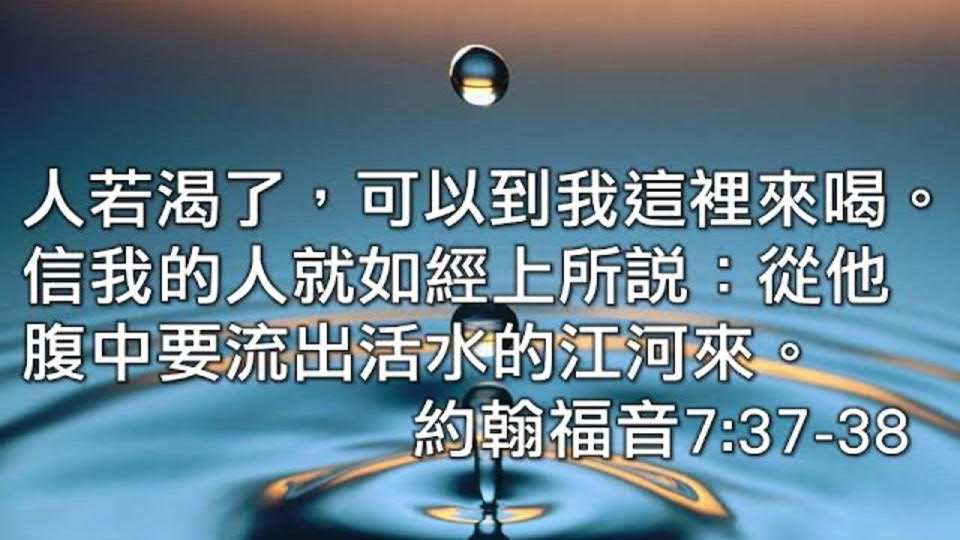 人若渴了，可以到我這裡來喝。
信我的人就如經上所説：從他
腹中要流出活水的江河來。
約翰福音7:37-38